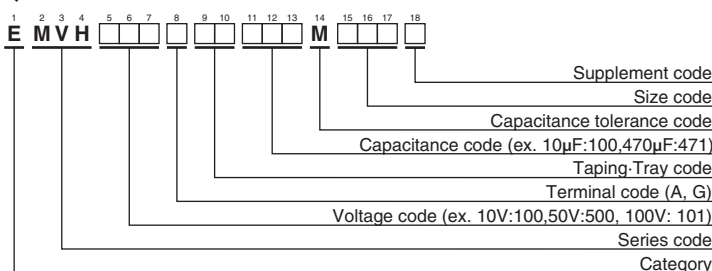 1 2 3 4 5 6 7 8 9 10 11 12 13 14 15 16 17 18
E MVH M
Supplement code
Size code
Capacitance tolerance code
Capacitance code (ex. 10μF:100,470μF:471)
Taping·Tray code
Terminal code (A, G)
Voltage code (ex. 10V:100,50V:500, 100V: 101)
Series code
Category